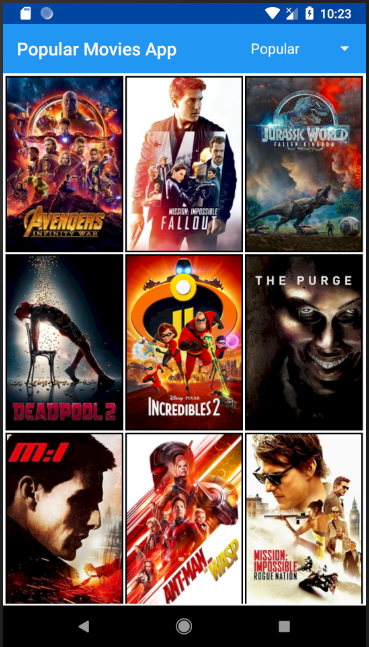 10:23
Popular Movies App
Popular
AVENGERS
INFINITY WAR
MISSION: IMPOSSIBLE
FALLOUT
JURASSIC WORLD
FALLEN KINGDOM
DEADPOOL 2
Disney • PIXAR
INCREDIBLES 2
THE PURGE
M:I
ANT-MAN
WASP
MISSION:
IMPOSSIBLE
ROGUE NATION